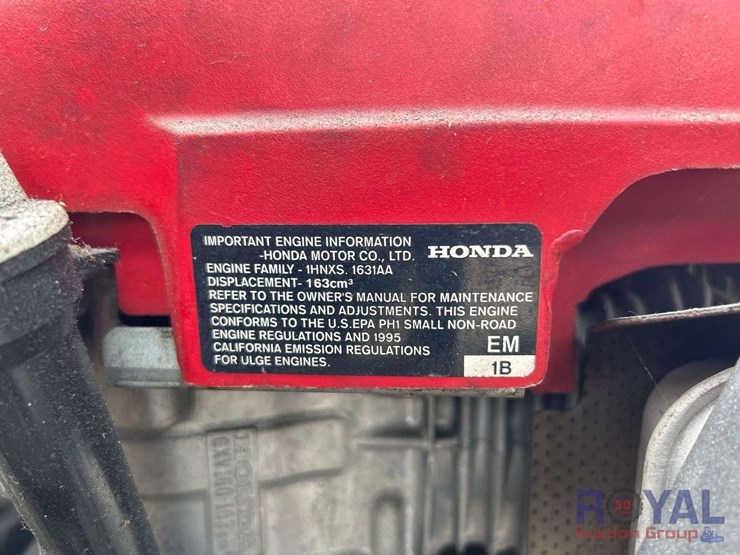 IMPORTANT ENGINE INFORMATION
-HONDA MOTOR CO., LTD. HONDA
ENGINE FAMILY - 1HNXS. 1631AA
DISPLACEMENT- 163cm³
REFER TO THE OWNER'S MANUAL FOR MAINTENANCE
SPECIFICATIONS AND ADJUSTMENTS. THIS ENGINE
CONFORMS TO THE U.S.EPA PH1 SMALL NON-ROAD
ENGINE REGULATIONS AND 1995
CALIFORNIA EMISSION REGULATIONS
FOR ULGE ENGINES.
EM
1B
ROYAL
Auction Group